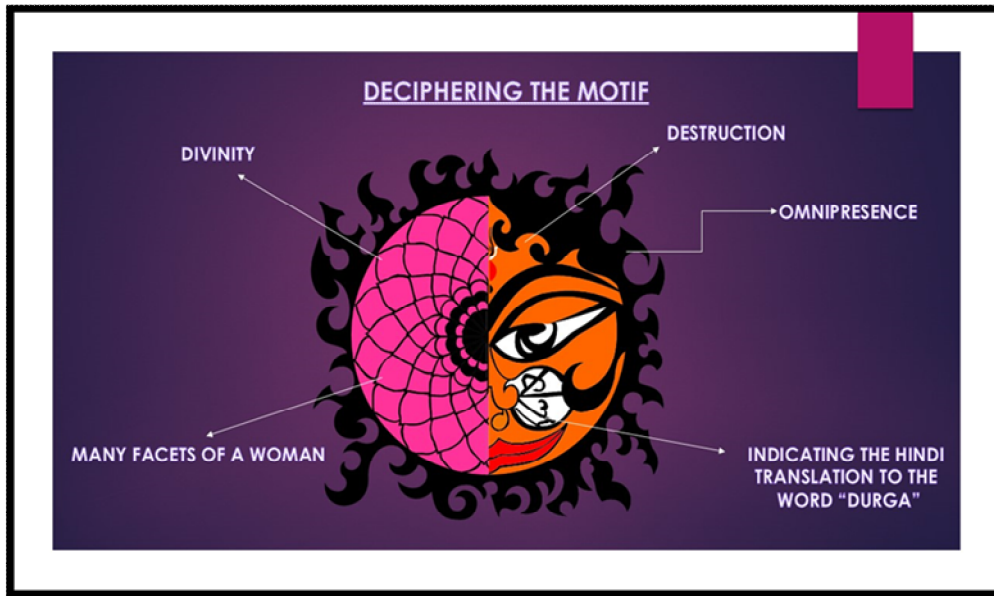 DECIPHERING THE MOTIF
DESTRUCTION
DIVINITY
OMNIPRESENCE
MANY FACETS OF A WOMAN
INDICATING THE HINDI
TRANSLATION TO THE
WORD “DURGA”